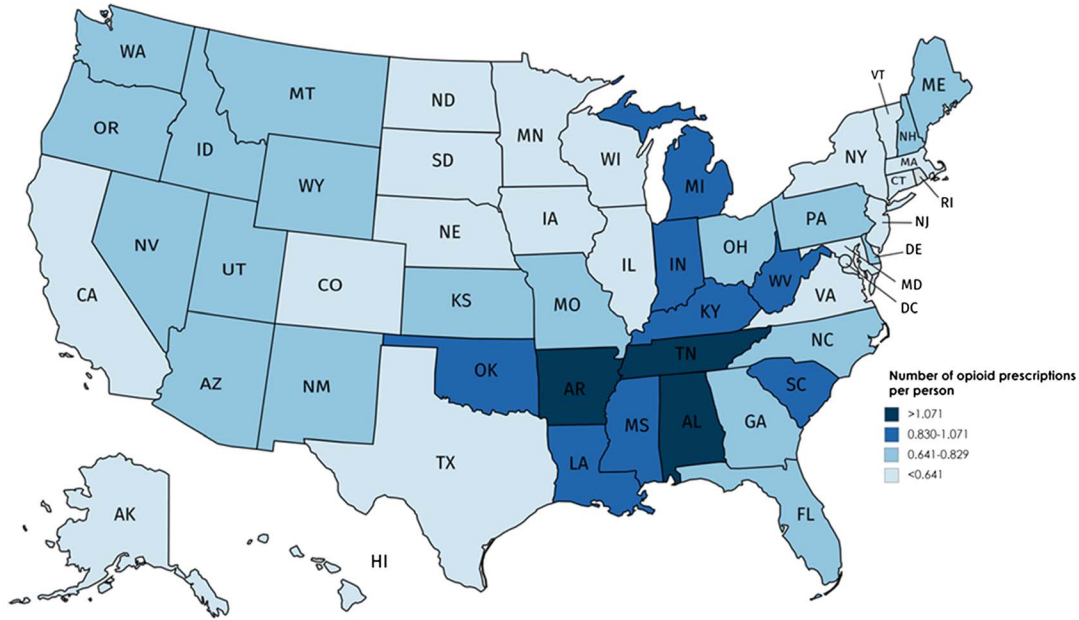 WA
MT
ND
MN
VT
ME
OR
ID
SD
WI
NY
NH
MA
WY
MI
CT
RI
NV
NE
IA
PA
NJ
UT
CO
IL
IN
OH
DE
CA
KS
MO
WV
VA
MD
DC
KY
AZ
NM
OK
AR
TN
NC
Number of opioid prescriptions
per person
>1.071
0.830-1.071
0.641-0.829
<0.641
SC
MS
AL
GA
TX
LA
FL
AK
HI